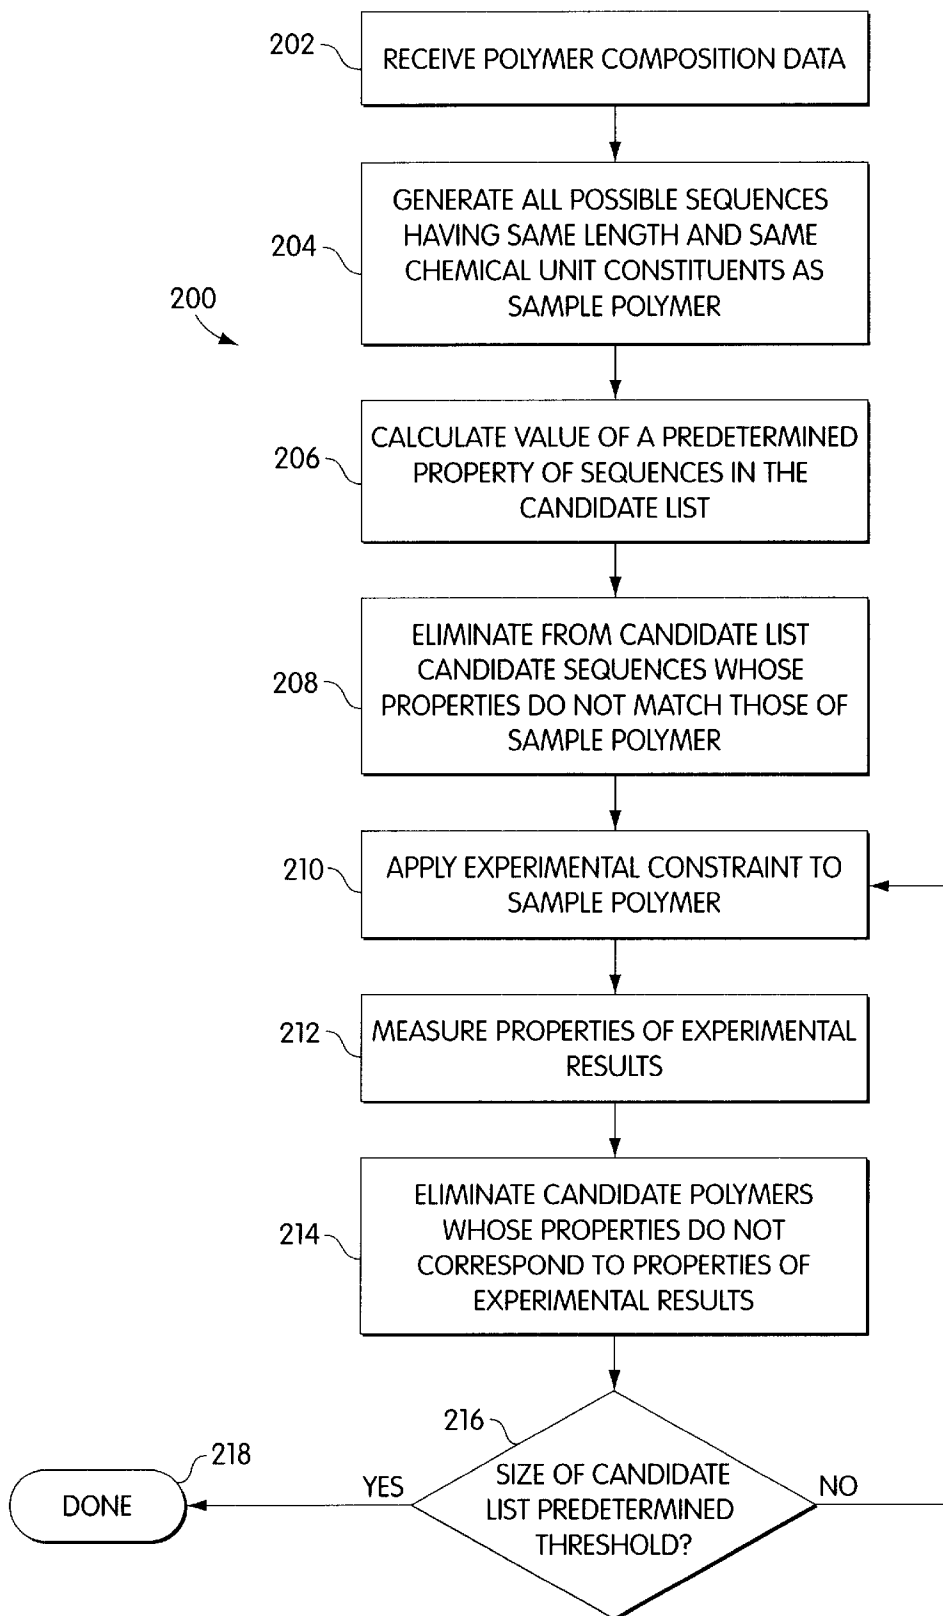 202
RECEIVE POLYMER COMPOSITION DATA
204
GENERATE ALL POSSIBLE SEQUENCES
HAVING SAME LENGTH AND SAME
CHEMICAL UNIT CONSTITUENTS AS
SAMPLE POLYMER
200
206
CALCULATE VALUE OF A PREDETERMINED
PROPERTY OF SEQUENCES IN THE
CANDIDATE LIST
208
ELIMINATE FROM CANDIDATE LIST
CANDIDATE SEQUENCES WHOSE
PROPERTIES DO NOT MATCH THOSE OF
SAMPLE POLYMER
210
APPLY EXPERIMENTAL CONSTRAINT TO
SAMPLE POLYMER
212
MEASURE PROPERTIES OF EXPERIMENTAL
RESULTS
214
ELIMINATE CANDIDATE POLYMERS
WHOSE PROPERTIES DO NOT
CORRESPOND TO PROPERTIES OF
EXPERIMENTAL RESULTS
216
SIZE OF CANDIDATE
LIST PREDETERMINED
THRESHOLD?
YES
NO
218
DONE